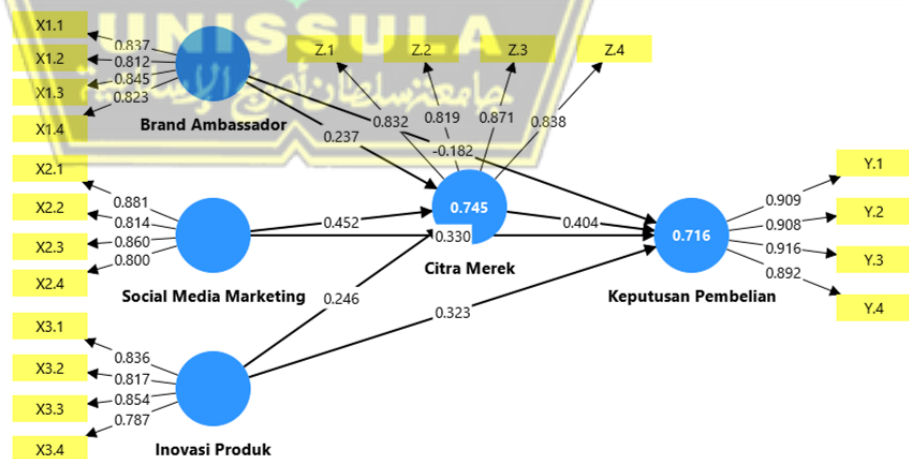 UNISSULA
جامعتنسلطان أجونج الإسلامية
X1.1
X1.2
X1.3
X1.4
0.837
0.812
0.845
0.823
Brand Ambassador
Z.1 Z.2 Z.3 Z.4
0.832 0.819 0.871 0.838
0.237
-0.182
X2.1
X2.2
X2.3
X2.4
0.881
0.814
0.860
0.800
Social Media Marketing
0.452
0.330
0.745
Citra Merek
0.404
0.716
Keputusan Pembelian
0.909
0.908
0.916
0.892
Y.1
Y.2
Y.3
Y.4
0.246
0.323
X3.1
X3.2
X3.3
X3.4
0.836
0.817
0.854
0.787
Inovasi Produk